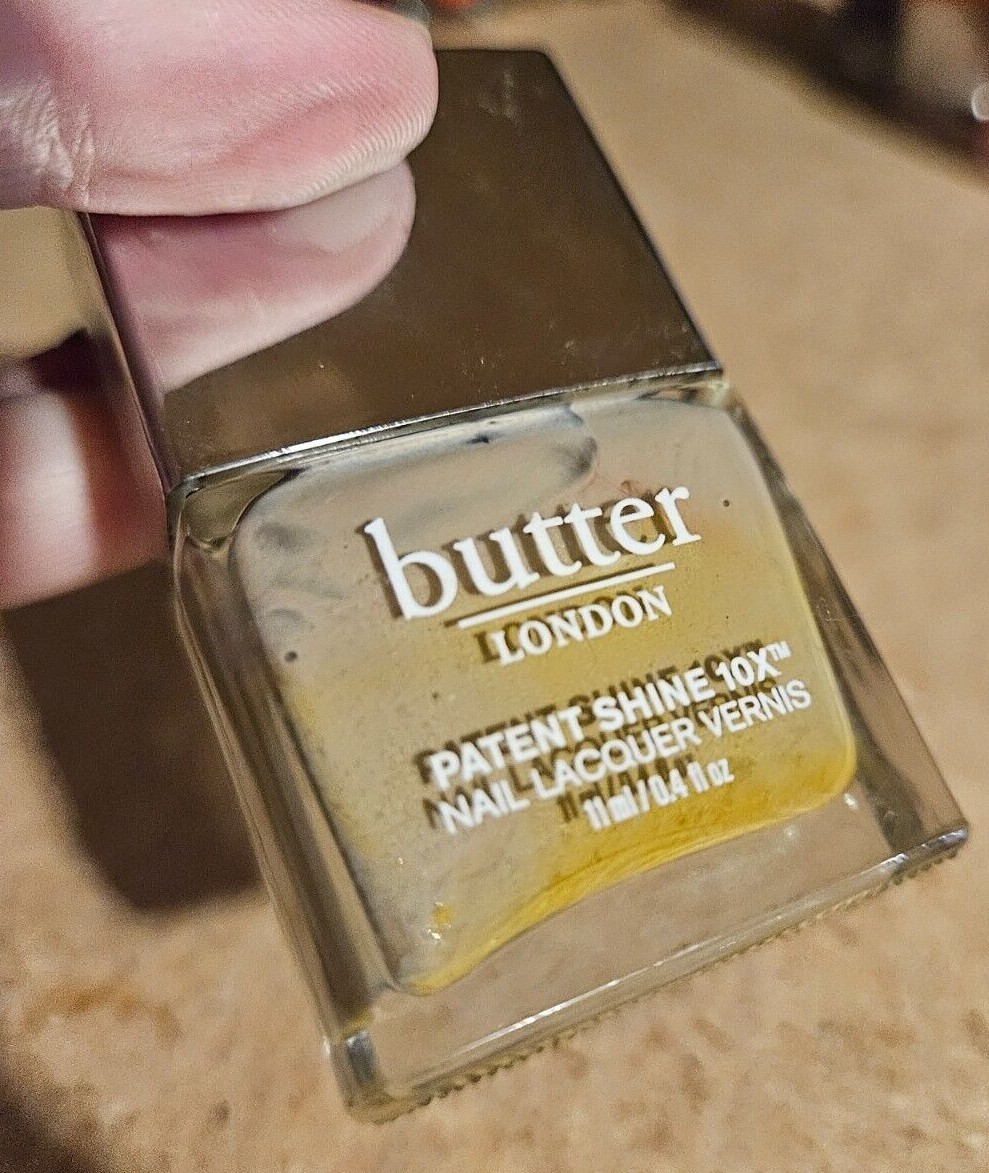 butter
LONDON
PATENT SHINE 10X™
NAIL LACQUER VERNIS
11 ml / 0.4 fl oz